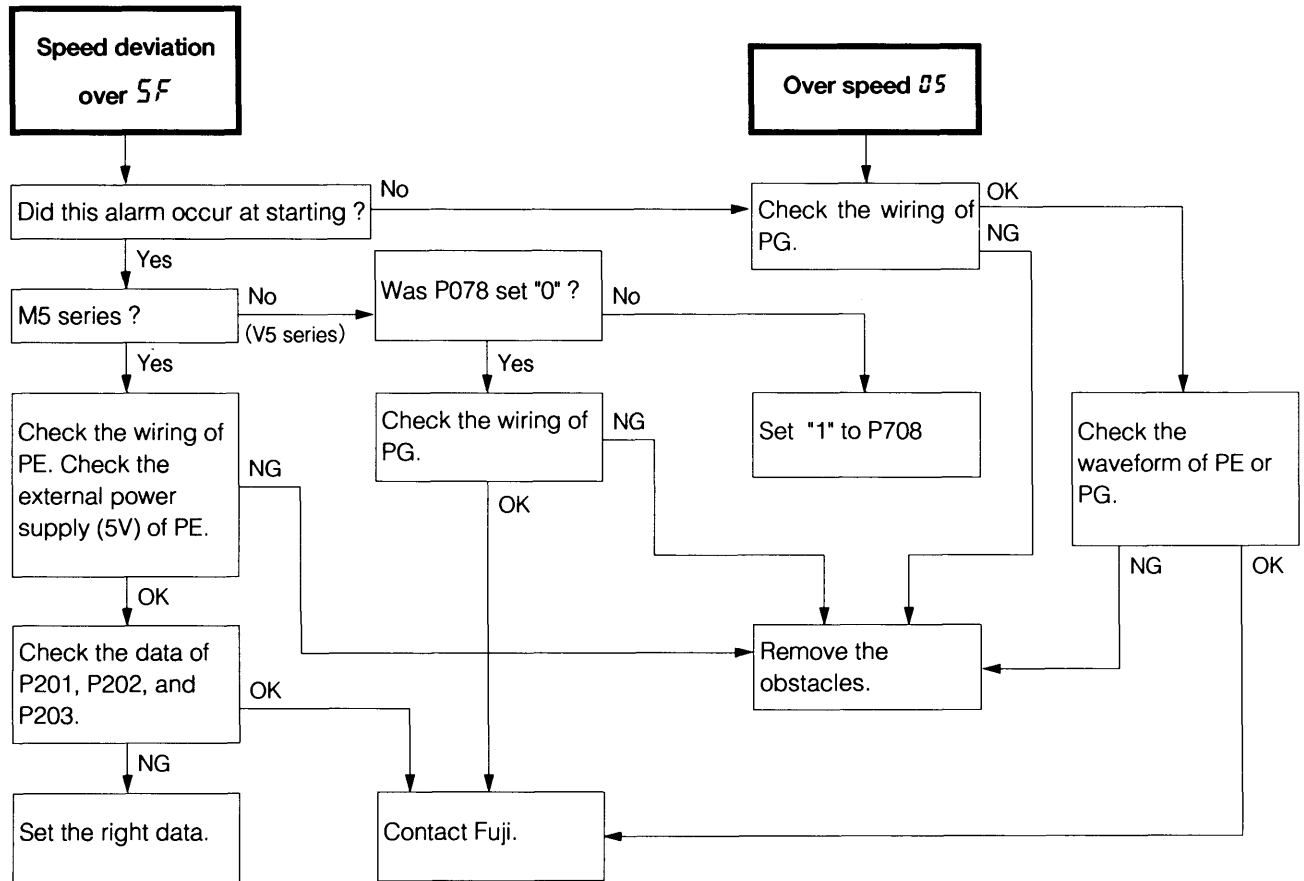 Speed deviation
over SF
Over speed OS
Did this alarm occur at starting ?
No
Yes
Check the wiring of
PG.
OK
NG
M5 series ?
No
(V5 series)
Yes
Was P078 set "0" ?
No
Yes
Check the wiring of
PE. Check the
external power
supply (5V) of PE.
NG
OK
Check the wiring of
PG.
NG
OK
Set "1" to P708
Check the
waveform of PE or
PG.
NG
OK
Check the data of
P201, P202, and
P203.
OK
NG
Remove the
obstacles.
Set the right data.
Contact Fuji.